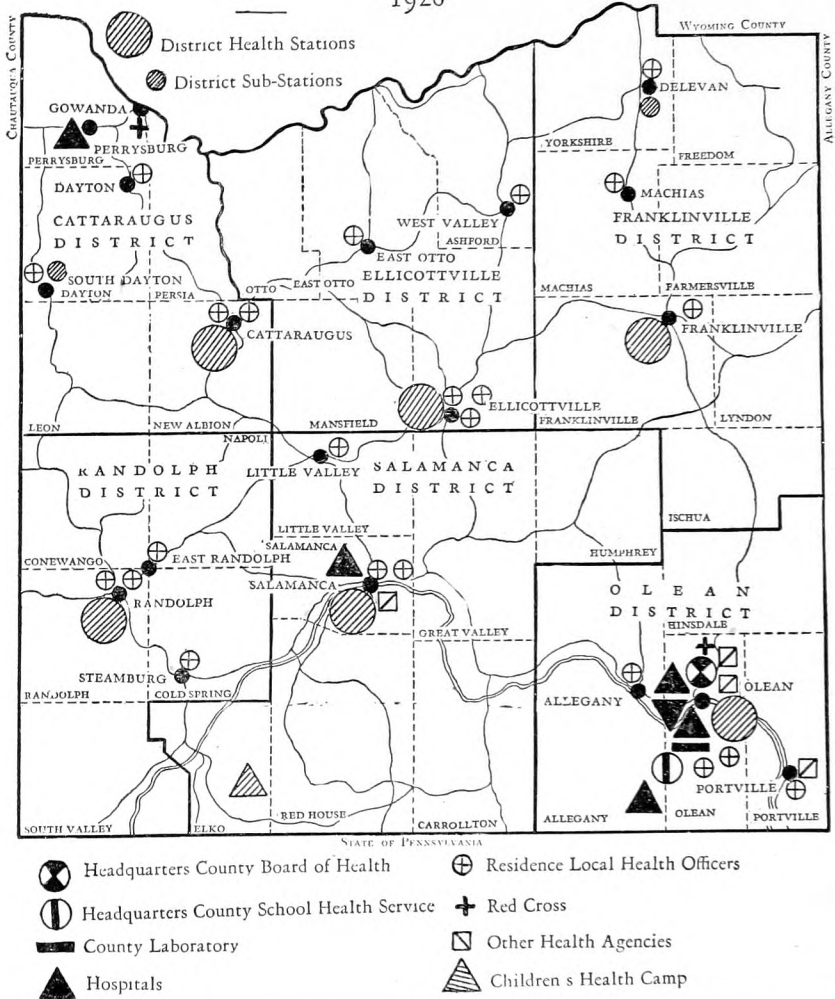 1926
WYOMING COUNTY
CHAUTAUQUA COUNTY
ALLEGANY COUNTY
District Health Stations
District Sub-Stations
GOWANDA
DELEVAN
PERRYSBURG
PERRYSBURG
YORKSHIRE
FREEDOM
DAYTON
MACHIAS
CATTARAUGUS
DISTRICT
WEST VALLEY
ASHFORD
FRANKLINVILLE
DISTRICT
EAST OTTO
ELLICOTTVILLE
DISTRICT
SOUTH DAYTON
DAYTON
PERSIA
OTTO
EAST OTTO
MACHIAS
FARMERSVILLE
CATTARAUGUS
FRANKLINVILLE
ELLICOTTVILLE
LEON
NEW ALBION
MANSFIELD
FRANKLINVILLE
LYNDON
NAPOLI
RANDOLPH
DISTRICT
LITTLE VALLEY
SALAMANCA
DISTRICT
LITTLE VALLEY
ISCHUA
SALAMANCA
HUMPHREY
CONEWANGO
EAST RANDOLPH
SALAMANCA
OLEAN
DISTRICT
RANDOLPH
HINSDALE
GREAT VALLEY
STEAMBURG
RANDOLPH
COLD SPRING
ALLEGANY
OLEAN
PORTVILLE
SOUTH VALLEY
ELKO
RED HOUSE
CARROLLTON
ALLEGANY
OLEAN
PORTVILLE
STATE OF PENNSYLVANIA
Headquarters County Board of Health
Residence Local Health Officers
Headquarters County School Health Service
Red Cross
County Laboratory
Other Health Agencies
Hospitals
Children s Health Camp